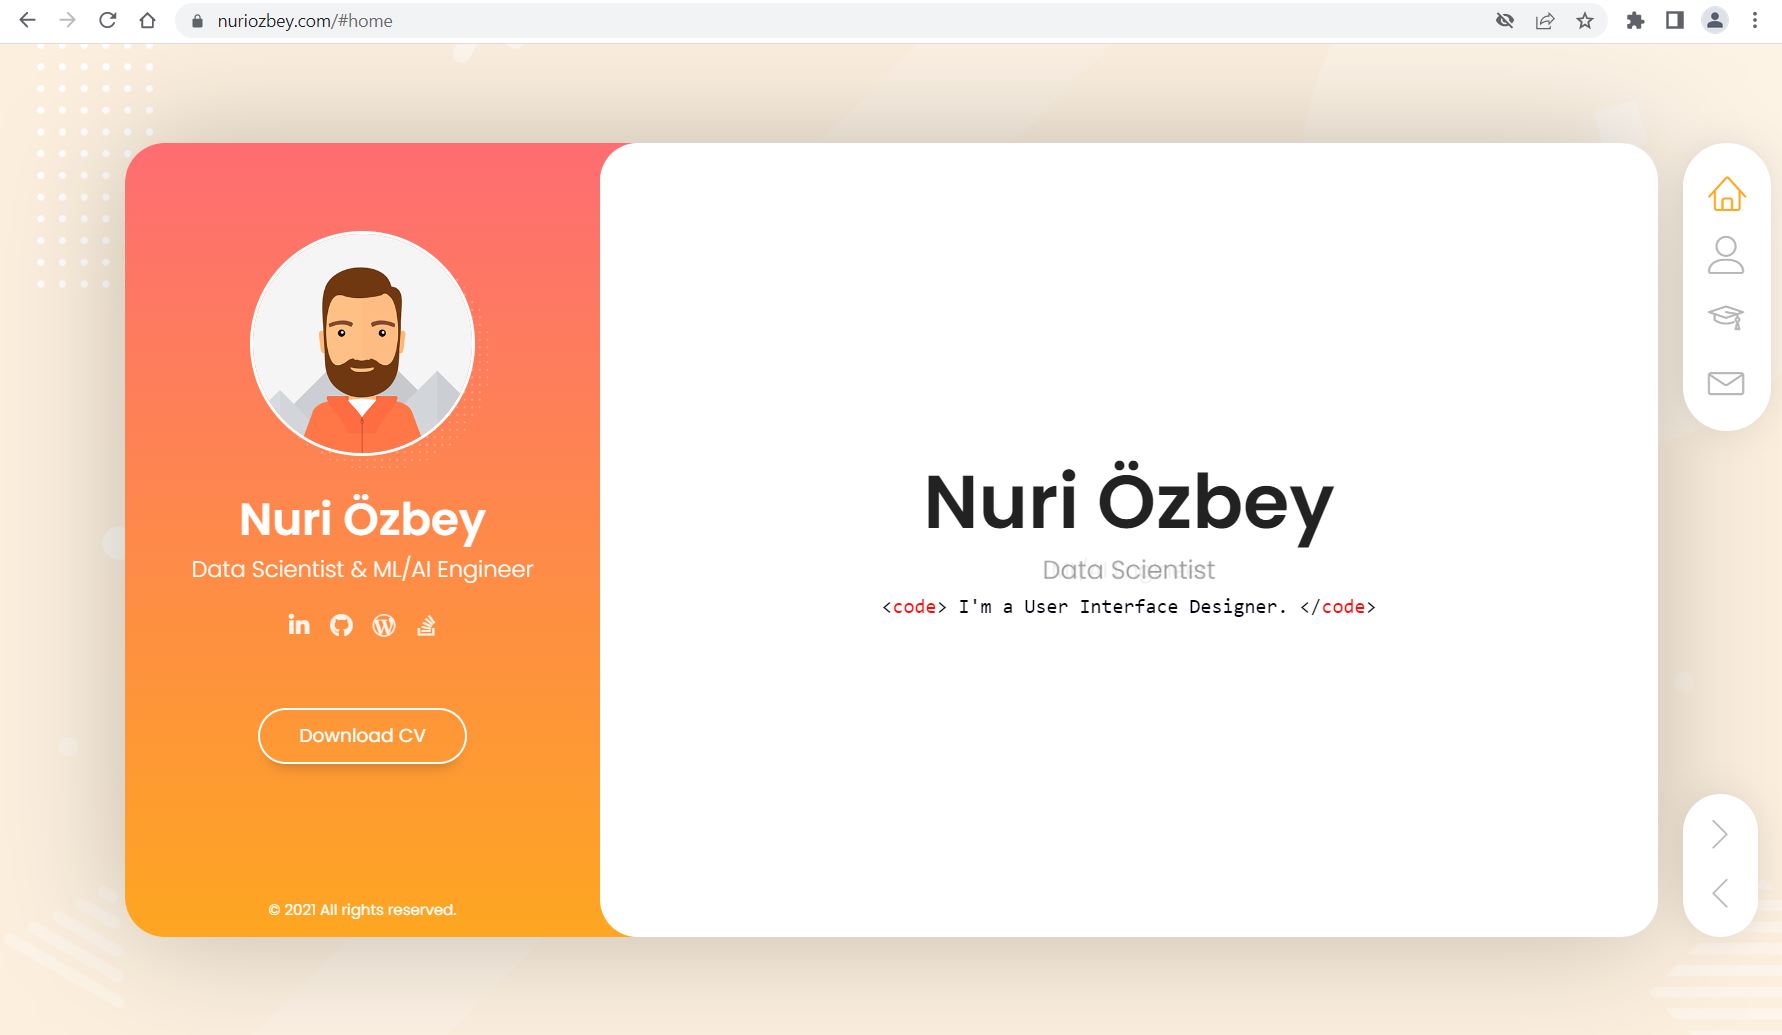 nuriozbey.com/#home
Nuri Özbey
Data Scientist & ML/AI Engineer
Download CV
© 2021 All rights reserved.
Nuri Özbey
Data Scientist
<code> I'm a User Interface Designer. </code>